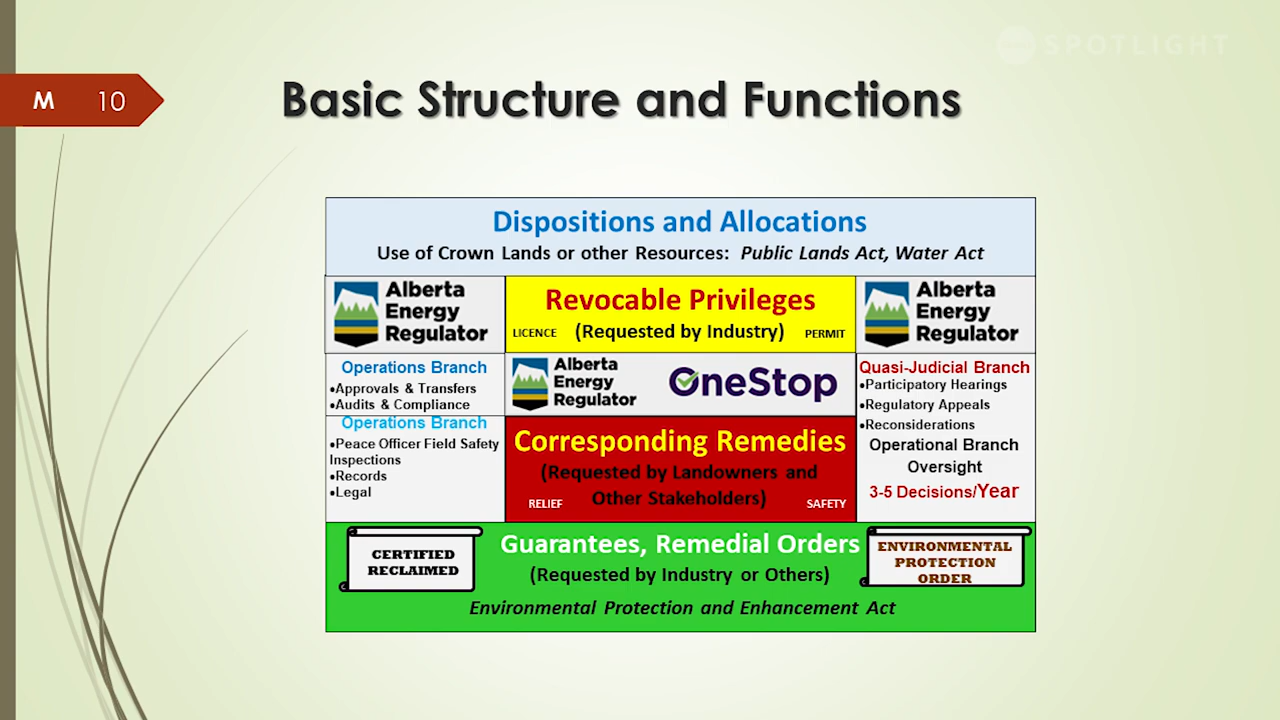 SPOTLIGHT
M 10
Basic Structure and Functions
Dispositions and Allocations
Use of Crown Lands or other Resources: Public Lands Act, Water Act
Alberta
Energy
Regulator
Revocable Privileges
LICENCE (Requested by Industry) PERMIT
Alberta
Energy
Regulator
Operations Branch
•Approvals & Transfers
•Audits & Compliance
Alberta
Energy
Regulator
OneStop
Quasi-Judicial Branch
•Participatory Hearings
•Regulatory Appeals
•Reconsiderations
Operational Branch
Oversight
3-5 Decisions/Year
Operations Branch
•Peace Officer Field Safety
Inspections
•Records
•Legal
Corresponding Remedies
(Requested by Landowners and
Other Stakeholders)
RELIEF SAFETY
CERTIFIED
RECLAIMED
Guarantees, Remedial Orders
(Requested by Industry or Others)
Environmental Protection and Enhancement Act
ENVIRONMENTAL
PROTECTION
ORDER